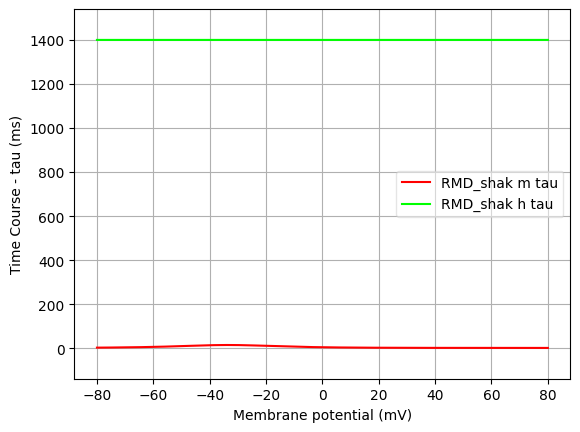 1400
1200
1000
800
600
400
200
0
Time Course - tau (ms)
RMD_shak m tau
RMD_shak h tau
−80 −60 −40 −20 0 20 40 60 80
Membrane potential (mV)